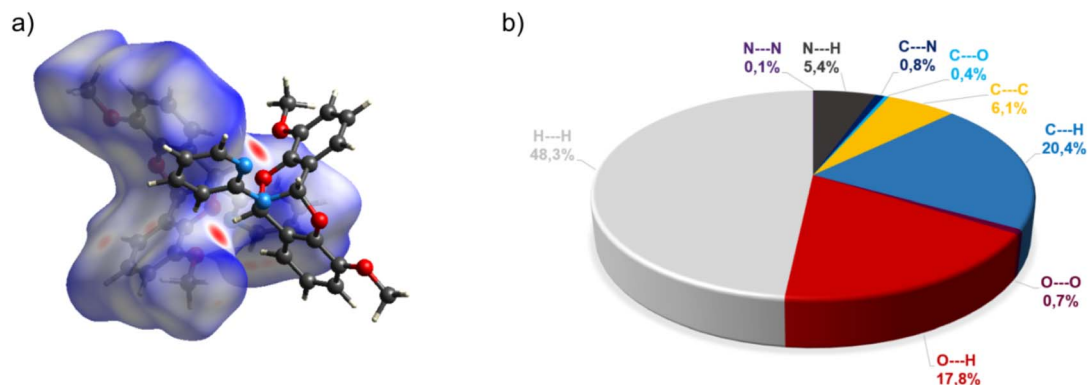 a)
b)
N---N
0,1%
N---H
5,4%
C---N
0,8%
C---O
0,4%
C---C
6,1%
C---H
20,4%
O---O
0,7%
O---H
17,8%
H---H
48,3%